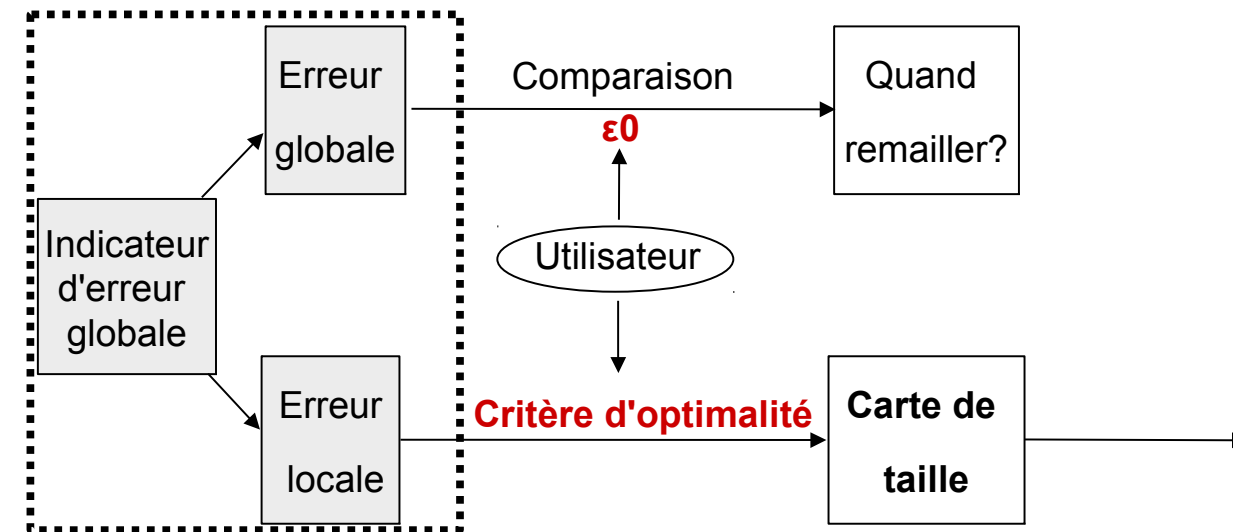 Erreur
globale
Comparaison
ε0
Quand
remailler?
Indicateur
d'erreur
globale
Utilisateur
Erreur
locale
Critère d'optimalité
Carte de
taille